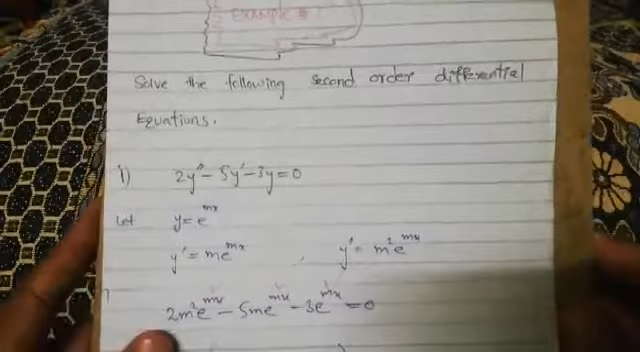 Example #
Solve the following second order differential
Equations.
1) 2y" - 5y' - 3y = 0
Let y = e^mx
y' = me^mx , y' = m²e^mx
2m²e^mx - 5me^mx - 3e^mx = 0